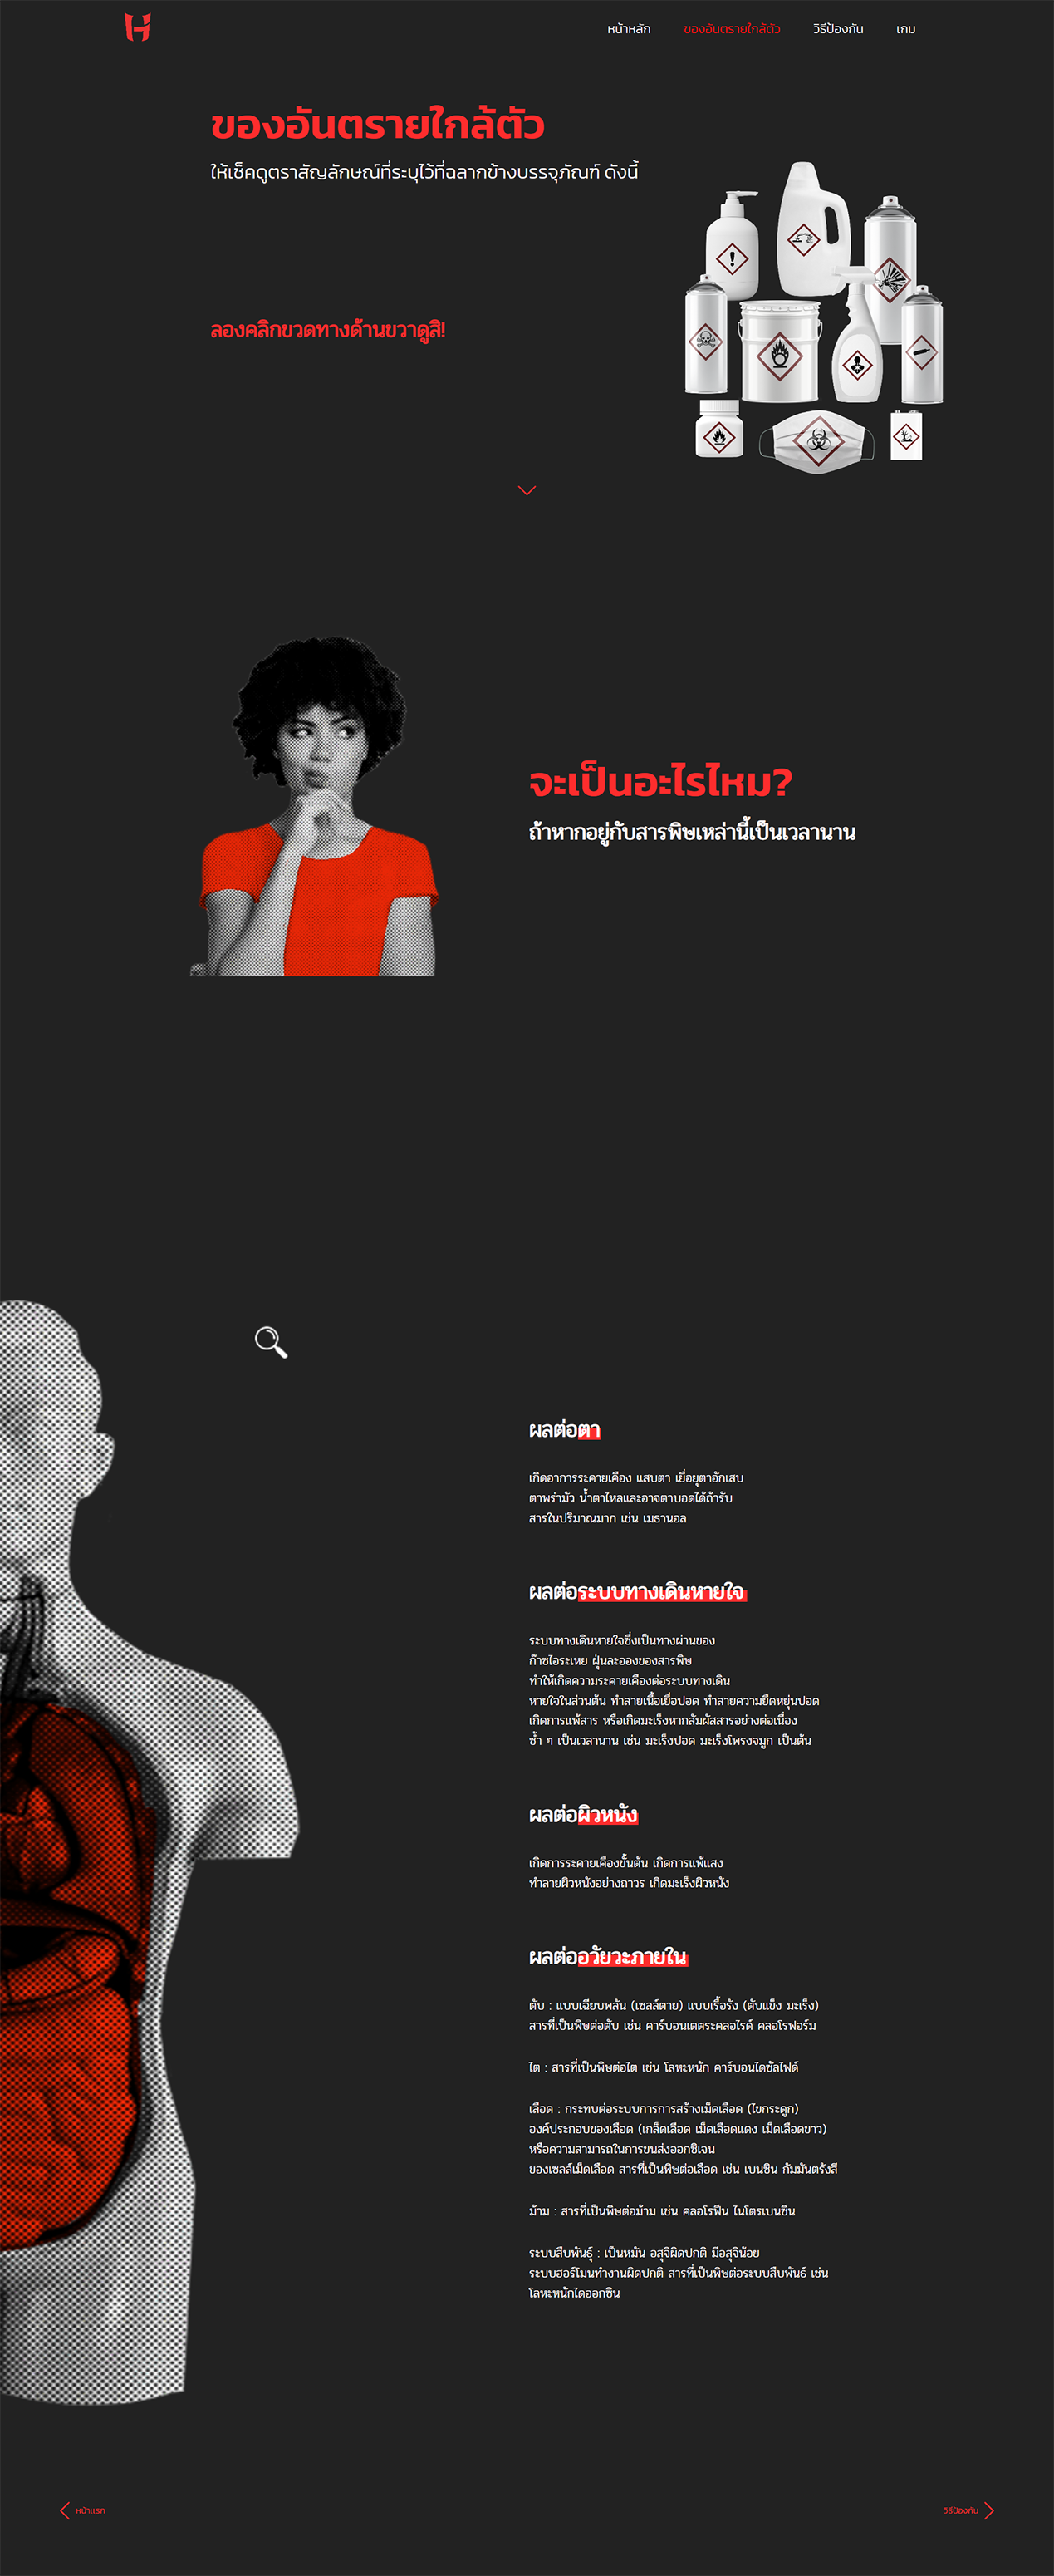 H
หน้าหลัก ของอันตรายใกล้ตัว วิธีป้องกัน เกม
ของอันตรายใกล้ตัว
ให้เช็คดูตราสัญลักษณ์ที่ระบุไว้ที่ฉลากข้างบรรจุภัณฑ์ ดังนี้
ลองคลิกขวดทางด้านขวาดูสิ!
จะเป็นอะไรไหม?
ถ้าหากอยู่กับสารพิษเหล่านี้เป็นเวลานาน
ผลต่อตา
เกิดอาการระคายเคือง แสบตา เยื่อยุตาอักเสบ
ตาพร่ามัว น้ำตาไหลและอาจตาบอดได้ถ้ารับ
สารในปริมาณมาก เช่น เมธานอล
ผลต่อระบบทางเดินหายใจ
ระบบทางเดินหายใจซึ่งเป็นทางผ่านของ
ก๊าซไอระเหย ฝุ่นละอองของสารพิษ
ทำให้เกิดความระคายเคืองต่อระบบทางเดิน
หายใจในส่วนต้น ทำลายเนื้อเยื่อปอด ทำลายความยืดหยุ่นปอด
เกิดการแพ้สาร หรือเกิดมะเร็งหากสัมผัสสารอย่างต่อเนื่อง
ซ้ำ ๆ เป็นเวลานาน เช่น มะเร็งปอด มะเร็งโพรงจมูก เป็นต้น
ผลต่อผิวหนัง
เกิดการระคายเคืองขั้นต้น เกิดการแพ้แสง
ทำลายผิวหนังอย่างถาวร เกิดมะเร็งผิวหนัง
ผลต่ออวัยวะภายใน
ตับ : แบบเฉียบพลัน (เซลล์ตาย) แบบเรื้อรัง (ตับแข็ง มะเร็ง)
สารที่เป็นพิษต่อตับ เช่น คาร์บอนเตตระคลอไรด์ คลอโรฟอร์ม
ไต : สารที่เป็นพิษต่อไต เช่น โลหะหนัก คาร์บอนไดซัลไฟด์
เลือด : กระทบต่อระบบการการสร้างเม็ดเลือด (ไขกระดูก)
องค์ประกอบของเลือด (เกล็ดเลือด เม็ดเลือดแดง เม็ดเลือดขาว)
หรือความสามารถในการขนส่งออกซิเจน
ของเซลล์เม็ดเลือด สารที่เป็นพิษต่อเลือด เช่น เบนซิน กัมมันตรังสี
ม้าม : สารที่เป็นพิษต่อม้าม เช่น คลอโรฟีน ไนโตรเบนซิน
ระบบสืบพันธุ์ : เป็นหมัน อสุจิผิดปกติ มีอสุจิน้อย
ระบบฮอร์โมนทำงานผิดปกติ สารที่เป็นพิษต่อระบบสืบพันธ์ เช่น
โลหะหนักไดออกซิน
หน้าแรก วิธีป้องกัน